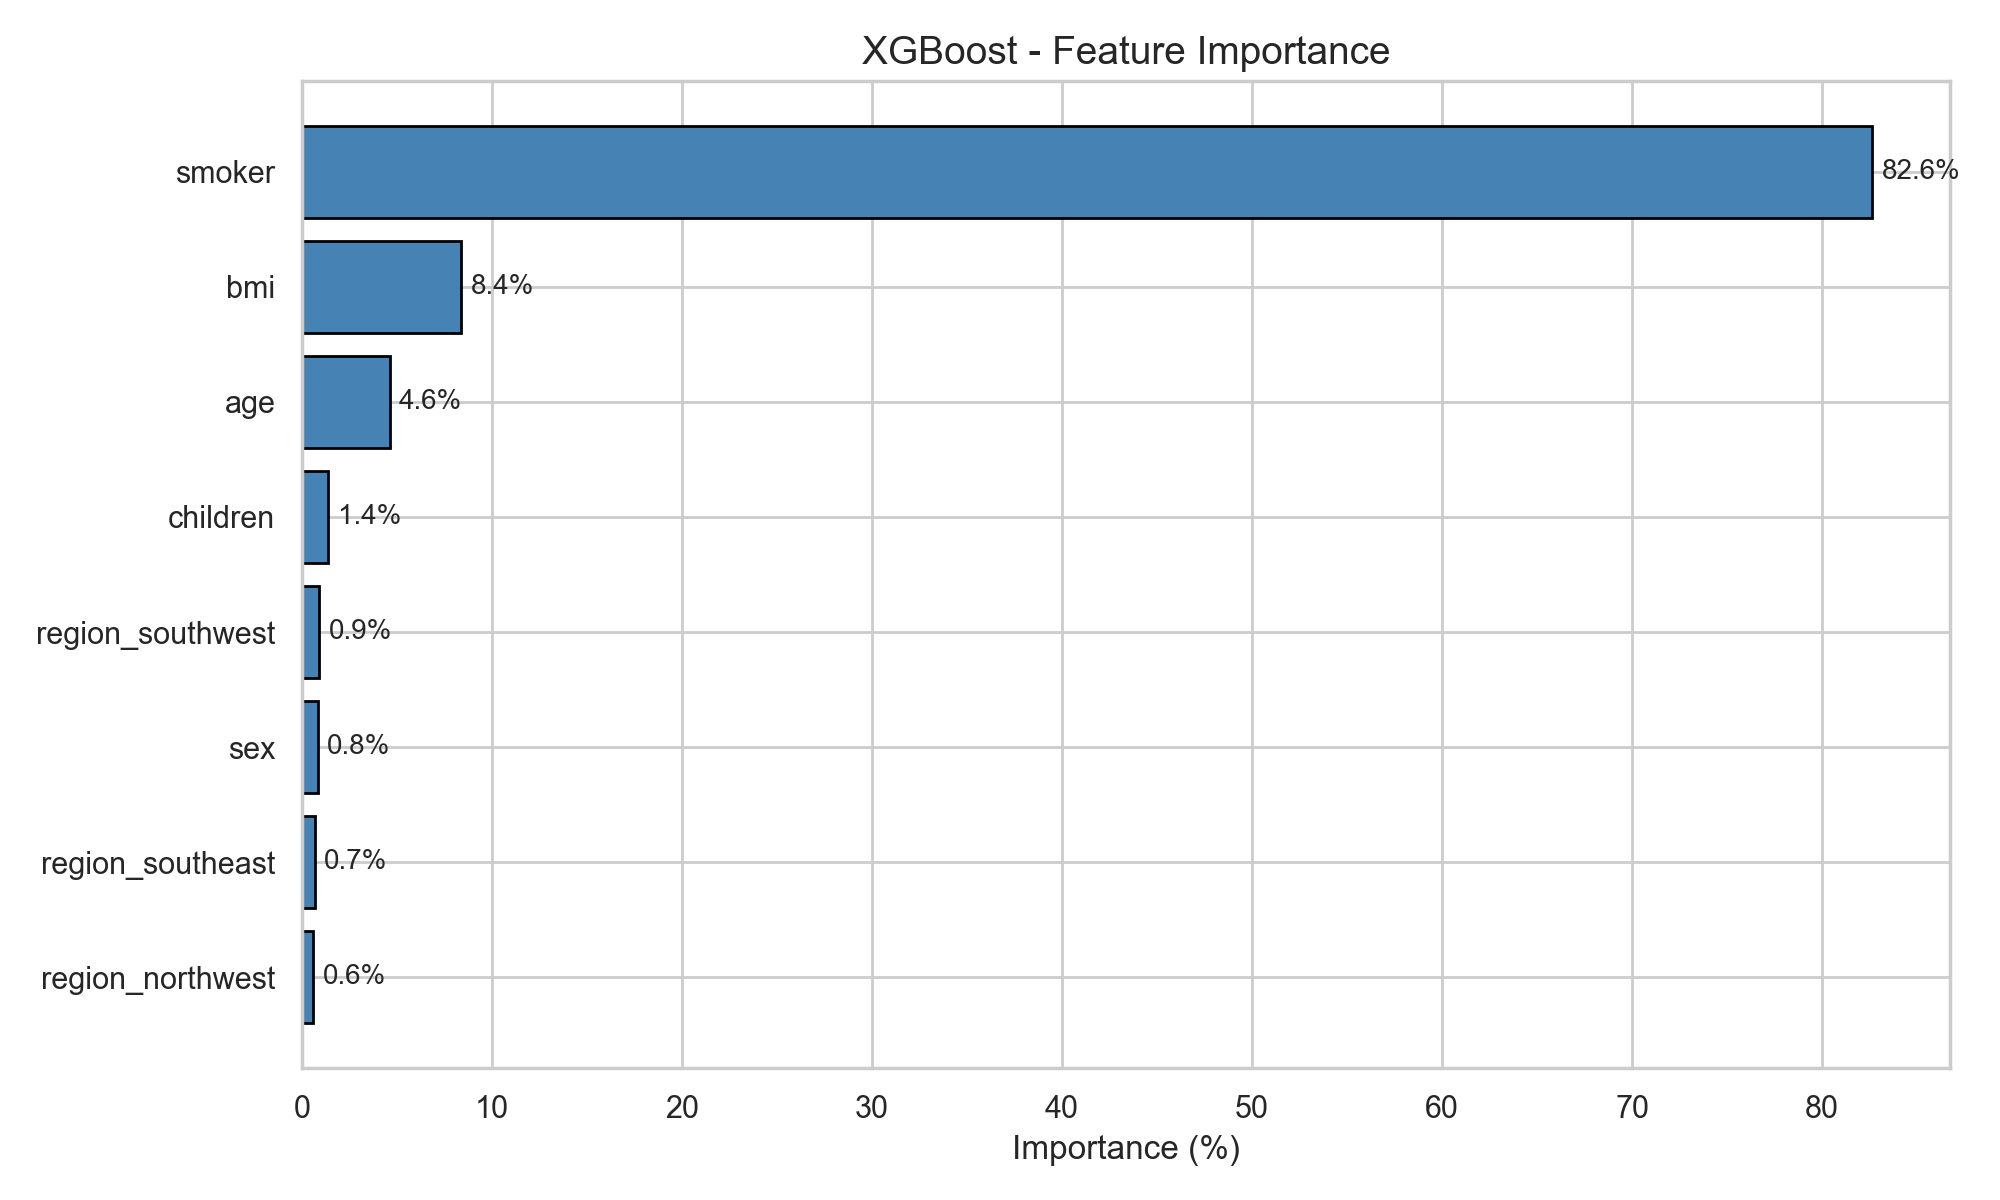 XGBoost - Feature Importance
smoker 82.6%
bmi 8.4%
age 4.6%
children 1.4%
region_southwest 0.9%
sex 0.8%
region_southeast 0.7%
region_northwest 0.6%
0 10 20 30 40 50 60 70 80
Importance (%)